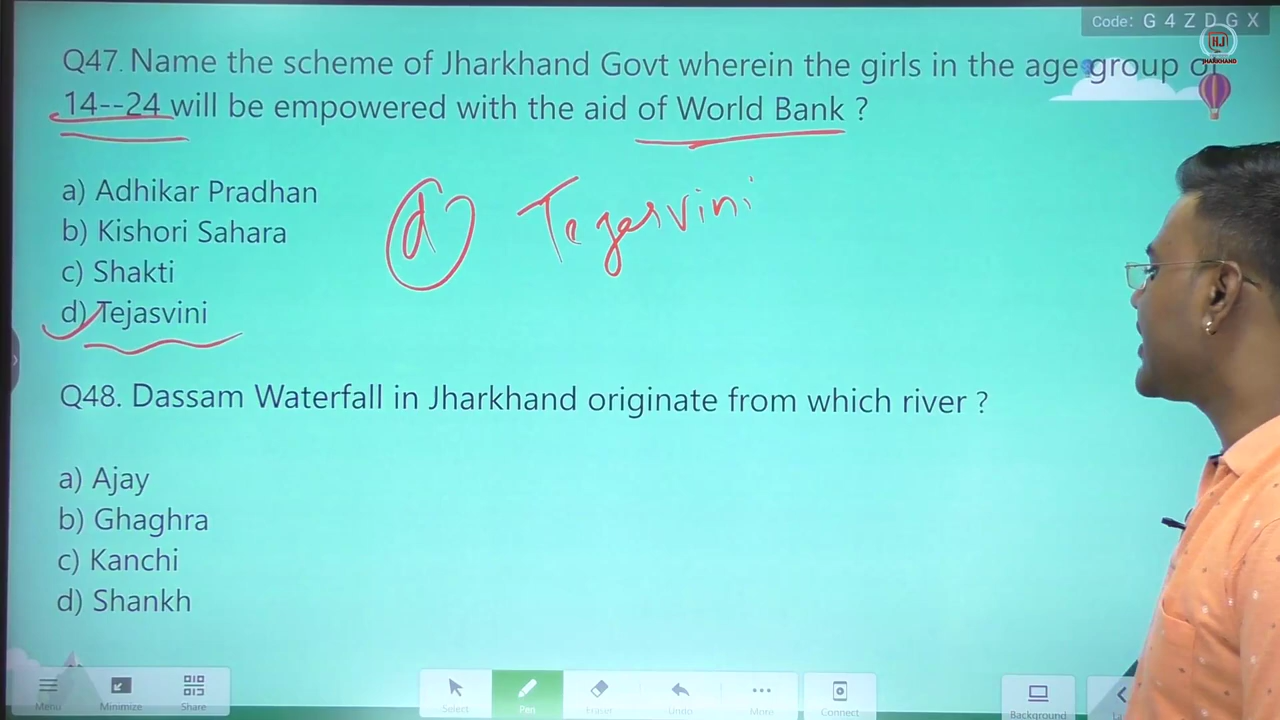 Code: G 4 Z D G X
HJ
JHARKHAND
Q47. Name the scheme of Jharkhand Govt wherein the girls in the age group of
14--24 will be empowered with the aid of World Bank ?
a) Adhikar Pradhan
b) Kishori Sahara
c) Shakti
d) Tejasvini
d Tejasvini
Q48. Dassam Waterfall in Jharkhand originate from which river ?
a) Ajay
b) Ghaghra
c) Kanchi
d) Shankh
Menu Minimize Share Select Pen Eraser Undo More Connect Background